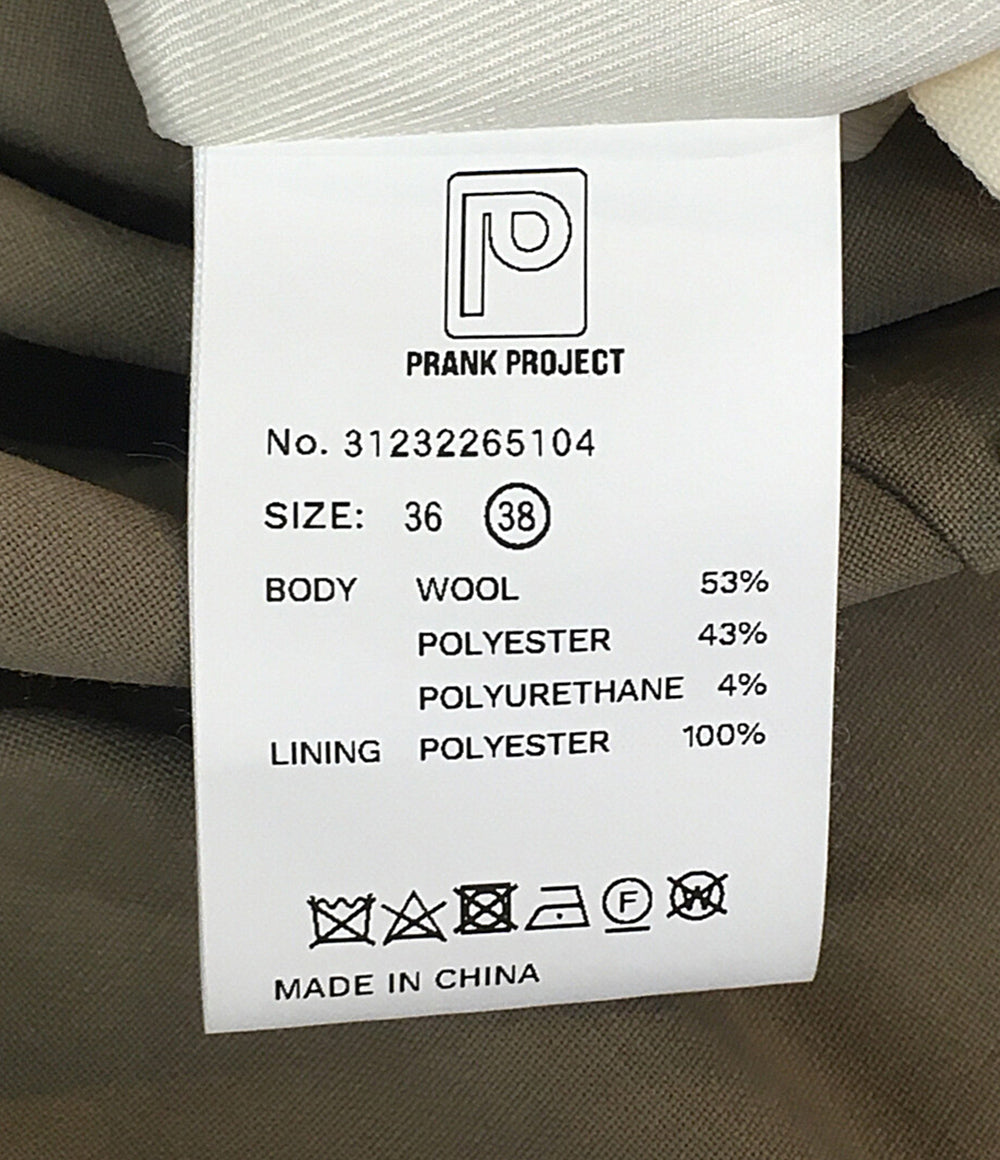 PRANK PROJECT
No. 31232265104
SIZE: 36 38
BODY WOOL 53%
POLYESTER 43%
POLYURETHANE 4%
LINING POLYESTER 100%
F W
MADE IN CHINA